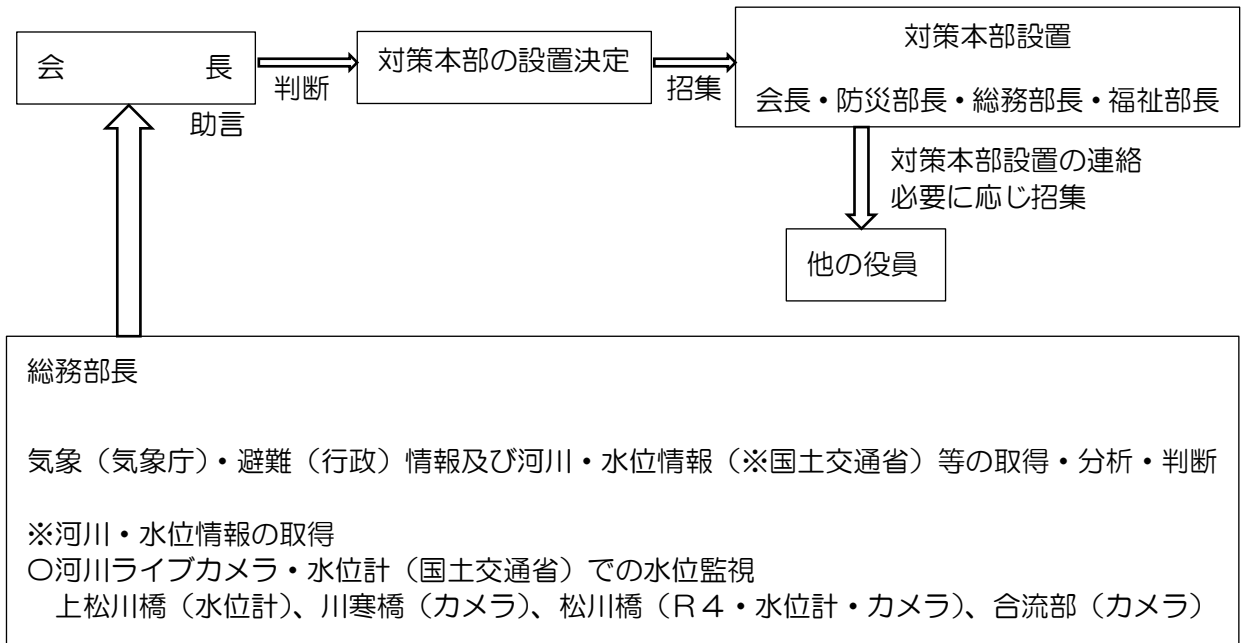 会　　　　長
判断
助言
対策本部の設置決定
招集
対策本部設置
会長・防災部長・総務部長・福祉部長
対策本部設置の連絡
必要に応じ招集
他の役員
総務部長
気象（気象庁）・避難（行政）情報及び河川・水位情報（※国土交通省）等の取得・分析・判断
※河川・水位情報の取得
〇河川ライブカメラ・水位計（国土交通省）での水位監視
上松川橋（水位計）、川寒橋（カメラ）、松川橋（Ｒ４・水位計・カメラ）、合流部（カメラ）